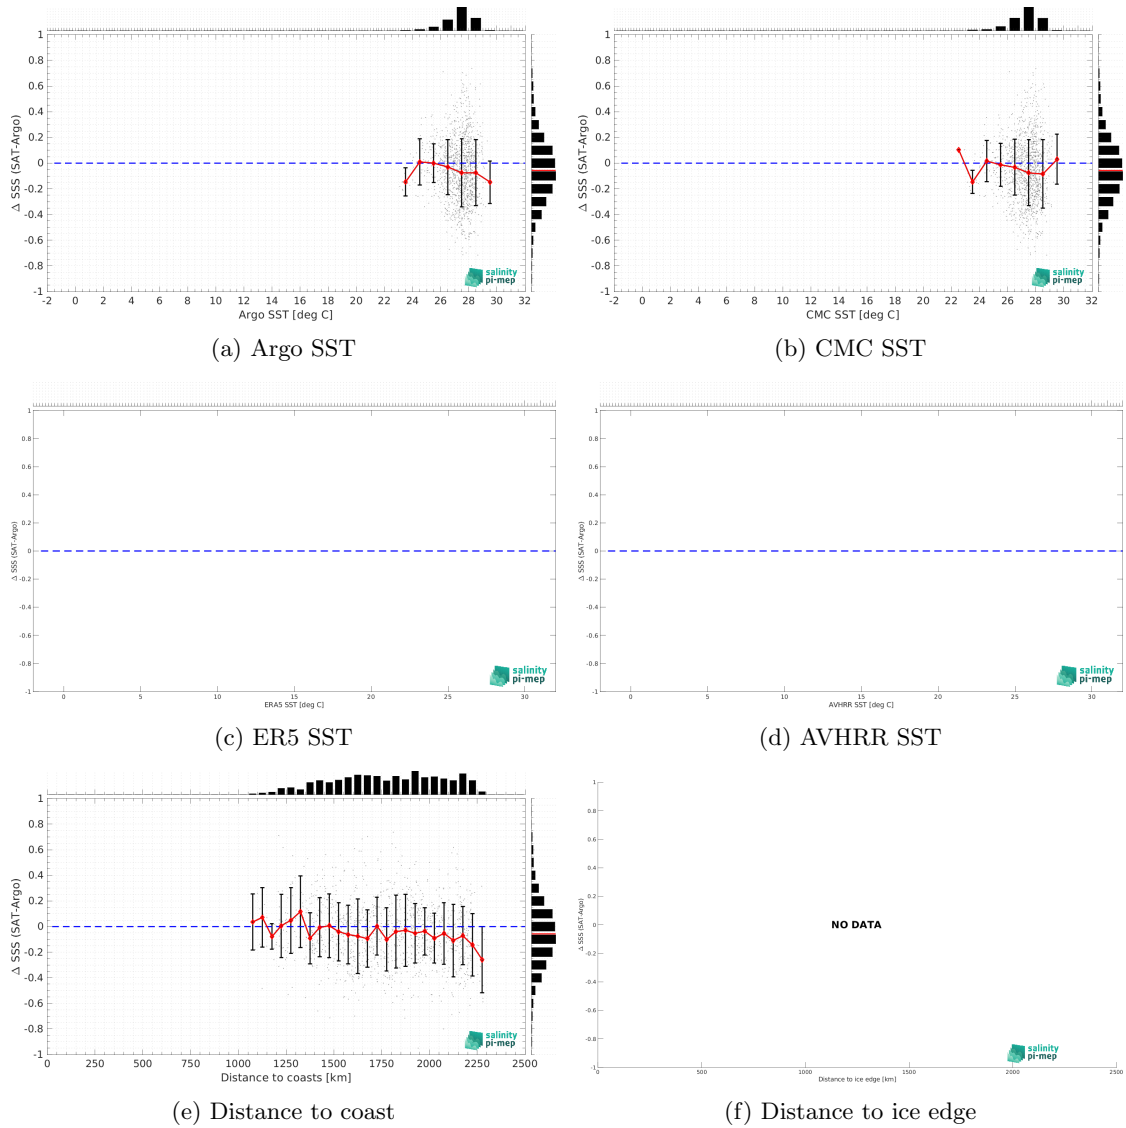 1
0.8
0.6
0.4
0.2
0
-0.2
-0.4
-0.6
-0.8
-1
Δ SSS (SAT-Argo)
-2 0 2 4 6 8 10 12 14 16 18 20 22 24 26 28 30 32
Argo SST [deg C]
salinity
pi-mep
(a) Argo SST
1
0.8
0.6
0.4
0.2
0
-0.2
-0.4
-0.6
-0.8
-1
Δ SSS (SAT-Argo)
-2 0 2 4 6 8 10 12 14 16 18 20 22 24 26 28 30 32
CMC SST [deg C]
salinity
pi-mep
(b) CMC SST
1
0.8
0.6
0.4
0.2
0
-0.2
-0.4
-0.6
-0.8
-1
Δ SSS (SAT-Argo)
0 5 10 15 20 25 30
ERA5 SST [deg C]
salinity
pi-mep
(c) ER5 SST
1
0.8
0.6
0.4
0.2
0
-0.2
-0.4
-0.6
-0.8
-1
Δ SSS (SAT-Argo)
0 5 10 15 20 25 30
AVHRR SST [deg C]
salinity
pi-mep
(d) AVHRR SST
1
0.8
0.6
0.4
0.2
0
-0.2
-0.4
-0.6
-0.8
-1
Δ SSS (SAT-Argo)
0 250 500 750 1000 1250 1500 1750 2000 2250 2500
Distance to coasts [km]
salinity
pi-mep
(e) Distance to coast
1
0.8
0.6
0.4
0.2
0
-0.2
-0.4
-0.6
-0.8
-1
Δ SSS (SAT-Argo)
NO DATA
0 500 1000 1500 2000 2500
Distance to ice edge [km]
salinity
pi-mep
(f) Distance to ice edge